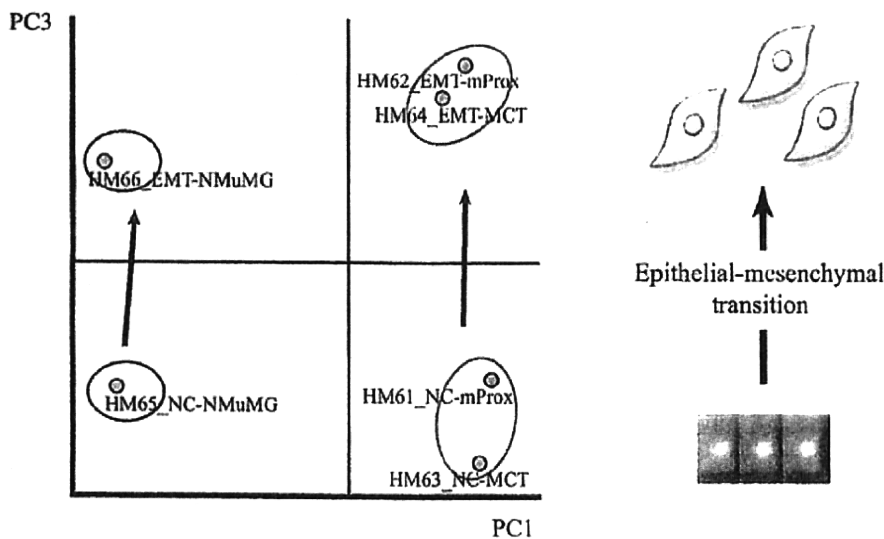 PC3
HM62_EMT-mProx
HM64_EMT-MCT
HM66_EMT-NMuMG
Epithelial-mesenchymal
transition
HM65_NC-NMuMG
HM61_NC-mProx
HM63_NC-MCT
PC1